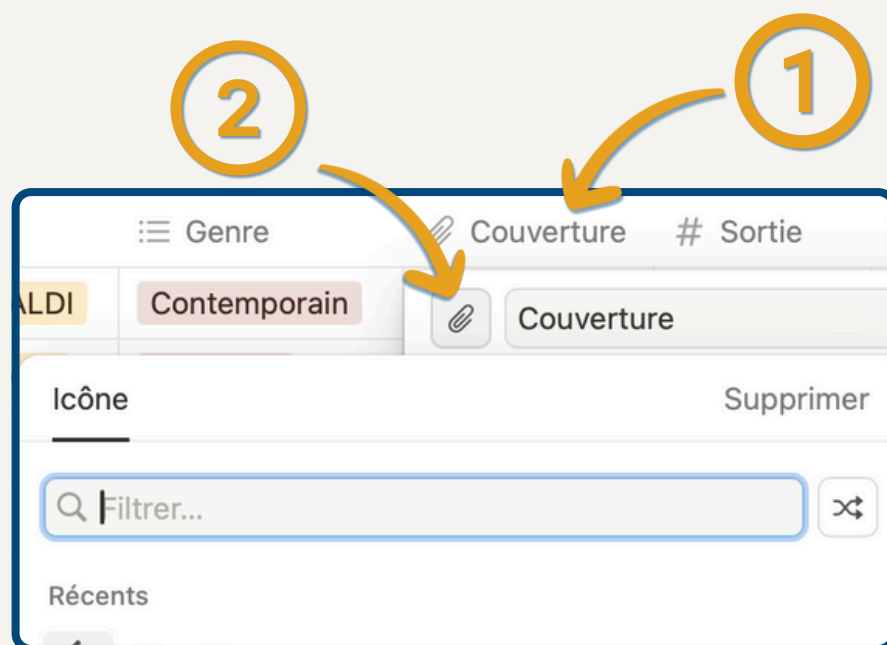 1
2
Genre
Couverture
# Sortie
ALDI
Contemporain
Couverture
Icône
Supprimer
Filtrer...
Récents